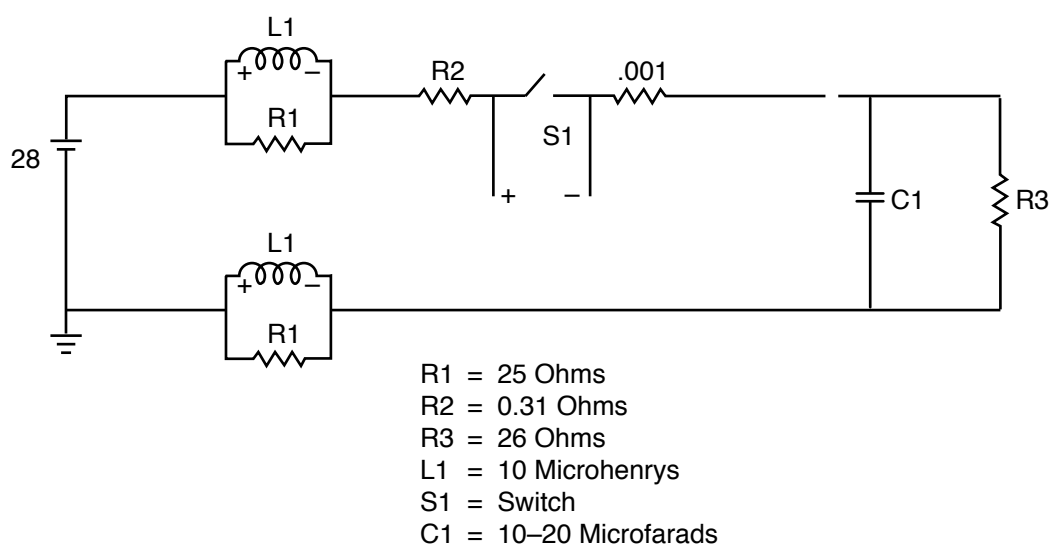 L1
+ −
R1
R2
.001
S1
+ −
28
C1
R3
L1
+ −
R1
R1 = 25 Ohms
R2 = 0.31 Ohms
R3 = 26 Ohms
L1 = 10 Microhenrys
S1 = Switch
C1 = 10–20 Microfarads